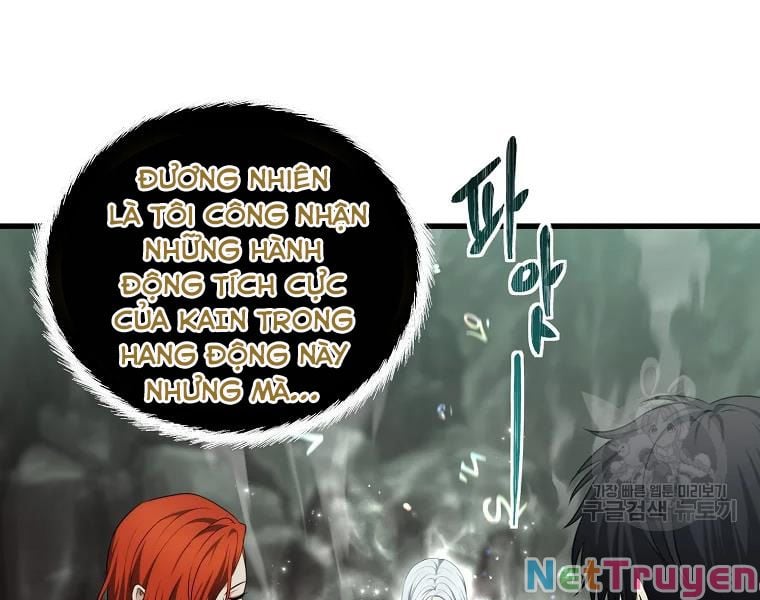 ĐƯƠNG NHIÊN
LÀ TÔI CÔNG NHẬN
NHỮNG HÀNH
ĐỘNG TÍCH CỰC
CỦA KAIN TRONG
HANG ĐỘNG NÀY
NHƯNG MÀ...
파앗
가장 빠른 웹툰 미리보기
구글검색 뉴토끼
NetTruyen